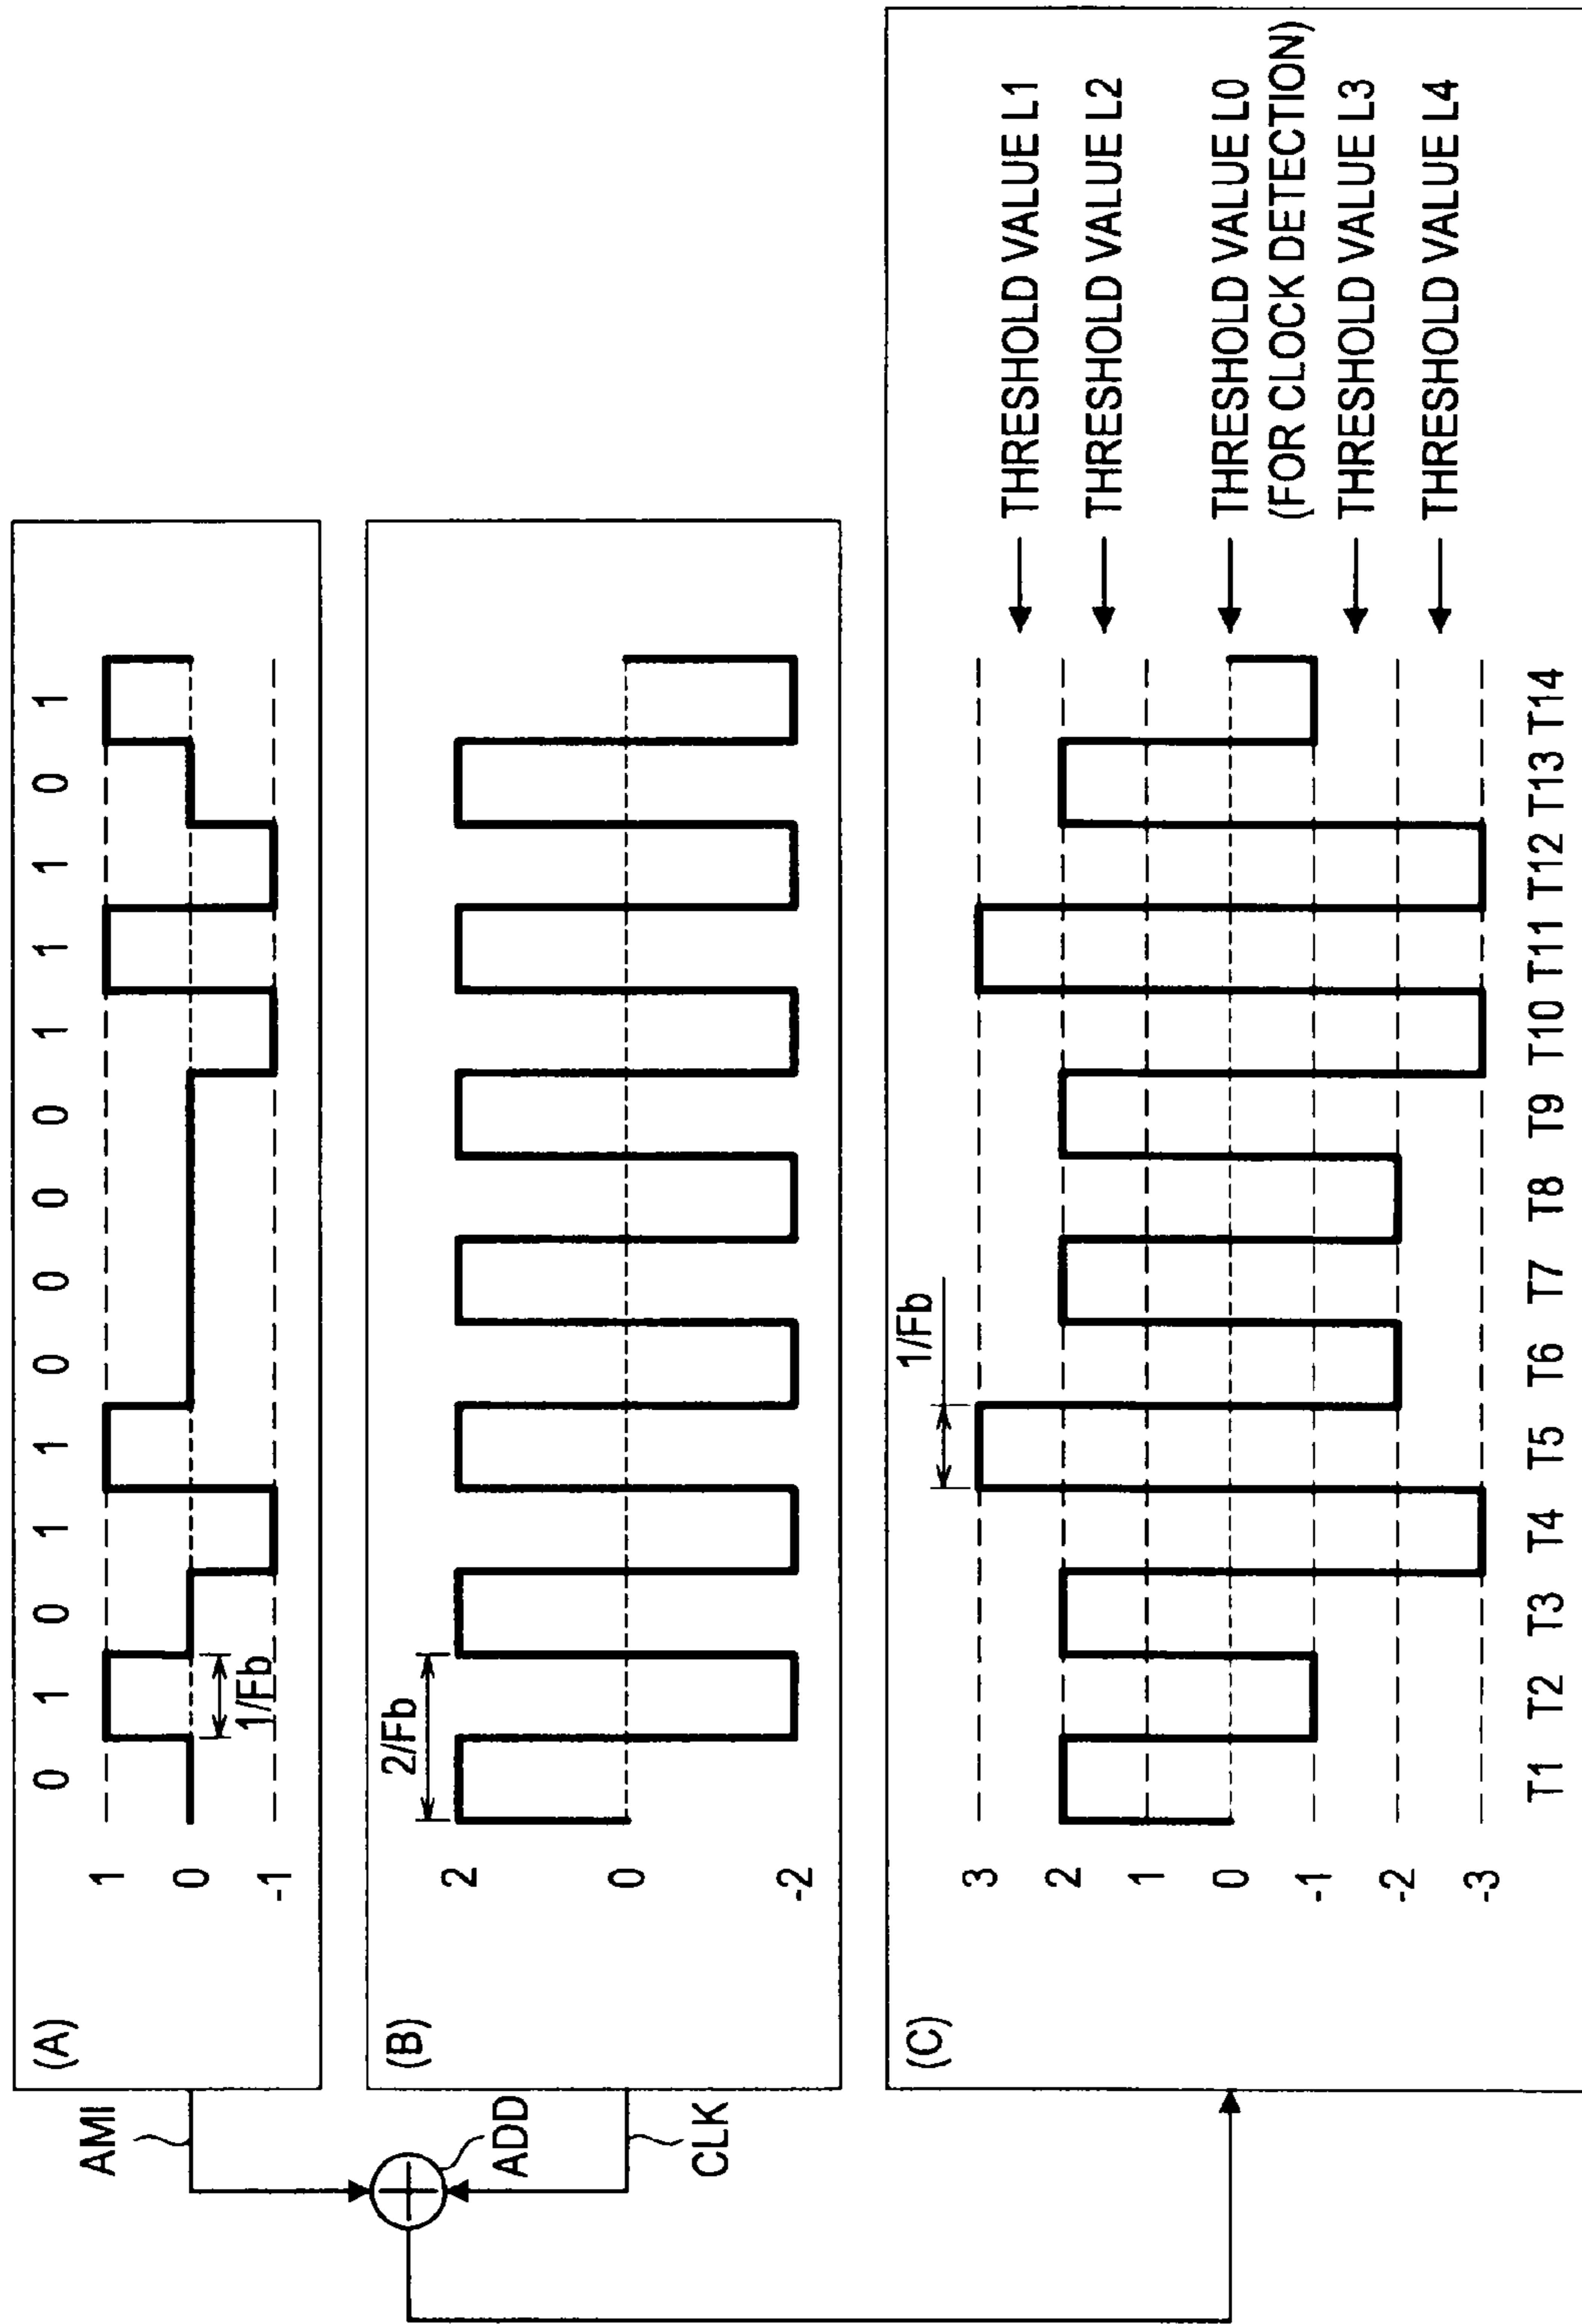 (A)
0 1 0 1 1 0 0 0 0 1 1 1 0 1
1
0
-1
1/Fb
AMI
ADD
CLK
(B)
2/Fb
2
0
-2
(C)
1/Fb
3
2
1
0
-1
-2
-3
THRESHOLD VALUE L1
THRESHOLD VALUE L2
THRESHOLD VALUE L0
(FOR CLOCK DETECTION)
THRESHOLD VALUE L3
THRESHOLD VALUE L4
T1 T2 T3 T4 T5 T6 T7 T8 T9 T10 T11 T12 T13 T14